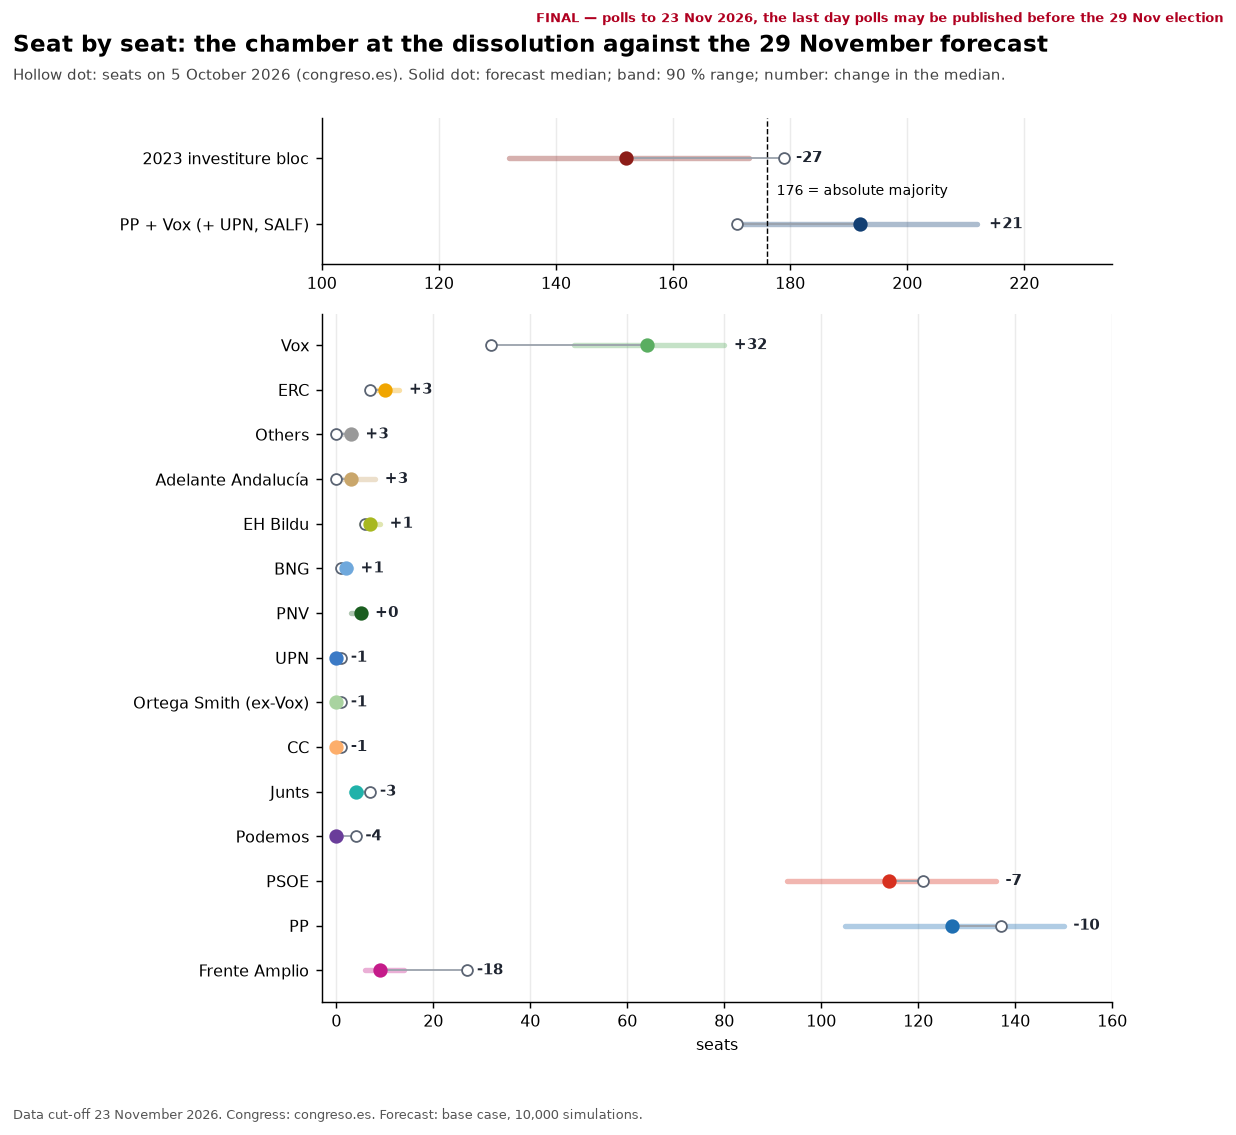 FINAL — polls to 23 Nov 2026, the last day polls may be published before the 29 Nov election
Seat by seat: the chamber at the dissolution against the 29 November forecast
Hollow dot: seats on 5 October 2026 (congreso.es). Solid dot: forecast median; band: 90 % range; number: change in the median.
2023 investiture bloc
-27
176 = absolute majority
PP + Vox (+ UPN, SALF)
+21
100 120 140 160 180 200 220
Vox
+32
ERC
+3
Others
+3
Adelante Andalucía
+3
EH Bildu
+1
BNG
+1
PNV
+0
UPN
-1
Ortega Smith (ex-Vox)
-1
CC
-1
Junts
-3
Podemos
-4
PSOE
-7
PP
-10
Frente Amplio
-18
0 20 40 60 80 100 120 140 160
seats
Data cut-off 23 November 2026. Congress: congreso.es. Forecast: base case, 10,000 simulations.